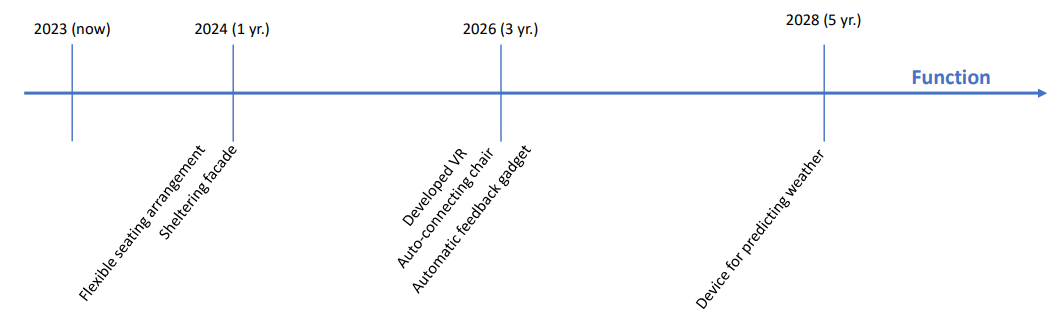 2023 (now)
2024 (1 yr.)
2026 (3 yr.)
2028 (5 yr.)
Function
Flexible seating arrangement
Sheltering facade
Developed VR
Auto-connecting chair
Automatic feedback gadget
Device for predicting weather